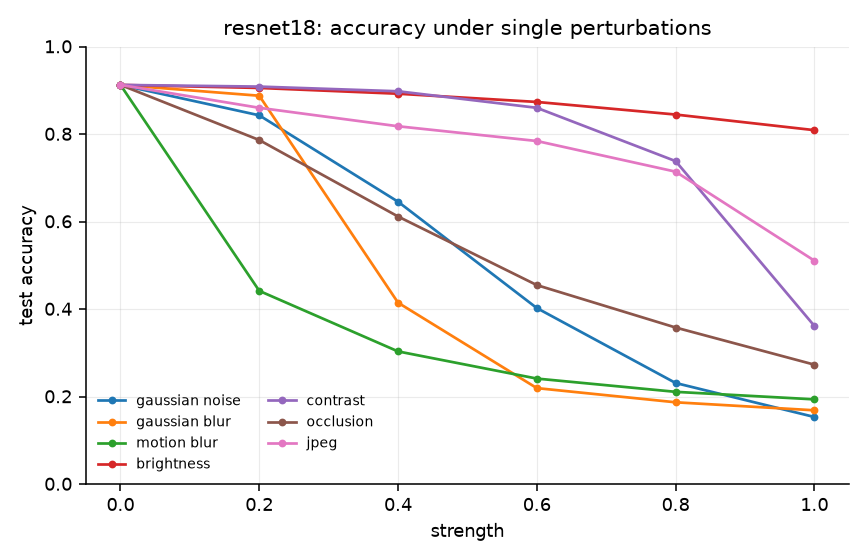 resnet18: accuracy under single perturbations
1.0
0.8
0.6
0.4
0.2
0.0
test accuracy
gaussian noise
gaussian blur
motion blur
brightness
contrast
occlusion
jpeg
0.0 0.2 0.4 0.6 0.8 1.0
strength